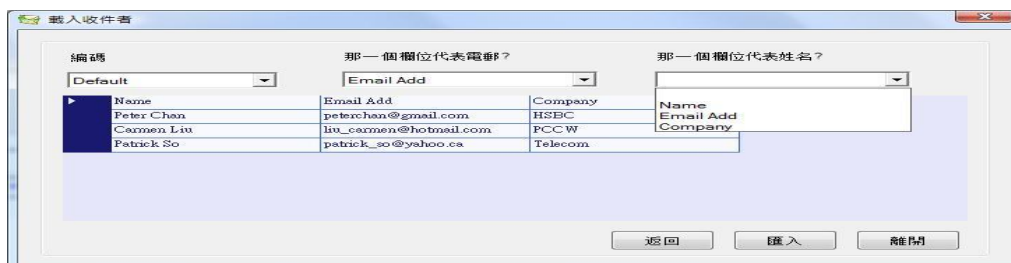 載入收件者
編碼 那一個欄位代表電郵? 那一個欄位代表姓名?
Default Email Add
Name Email Add Company
Peter Chan peterchan@gmail.com HSBC
Carmen Liu liu_carmen@hotmail.com PCCW
Patrick So patrick_so@yahoo.ca Telecom
Name
Email Add
Company
返回 匯入 離開